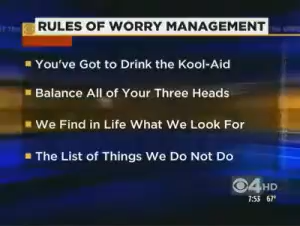 RULES OF WORRY MANAGEMENT
You've Got to Drink the Kool-Aid
Balance All of Your Three Heads
We Find in Life What We Look For
The List of Things We Do Not Do
4HD
7:53 67°